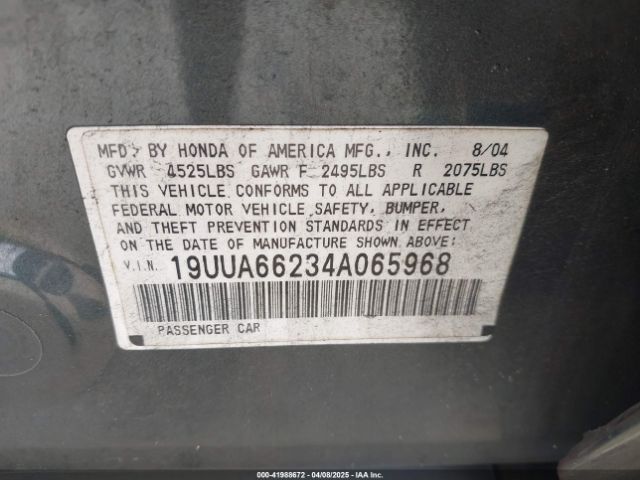 MFD. BY HONDA OF AMERICA MFG., INC. 8/04
GVWR 4525LBS GAWR F 2495LBS R 2075LBS
THIS VEHICLE CONFORMS TO ALL APPLICABLE
FEDERAL MOTOR VEHICLE SAFETY, BUMPER,
AND THEFT PREVENTION STANDARDS IN EFFECT
ON THE DATE OF MANUFACTURE SHOWN ABOVE:
V.I.N. 19UUA66234A065968
PASSENGER CAR
000-41988672 | 04/08/2025 - IAA Inc.